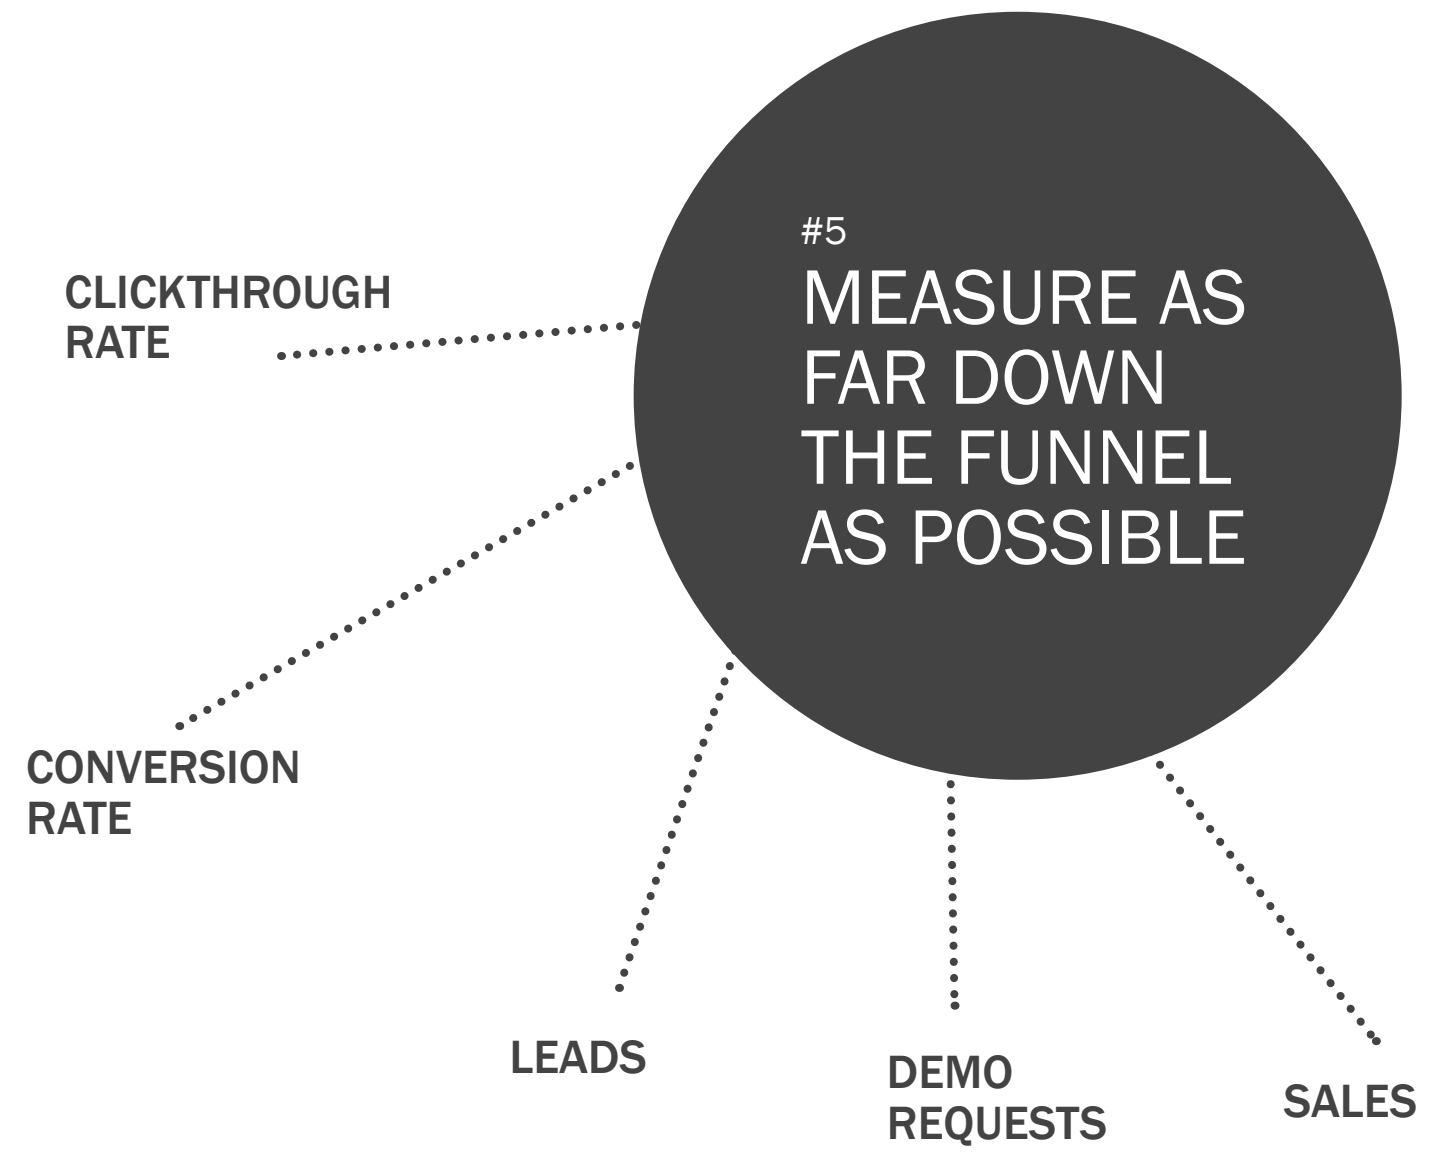 #5
MEASURE AS
FAR DOWN
THE FUNNEL
AS POSSIBLE
CLICKTHROUGH
RATE
CONVERSION
RATE
LEADS
DEMO
REQUESTS
SALES